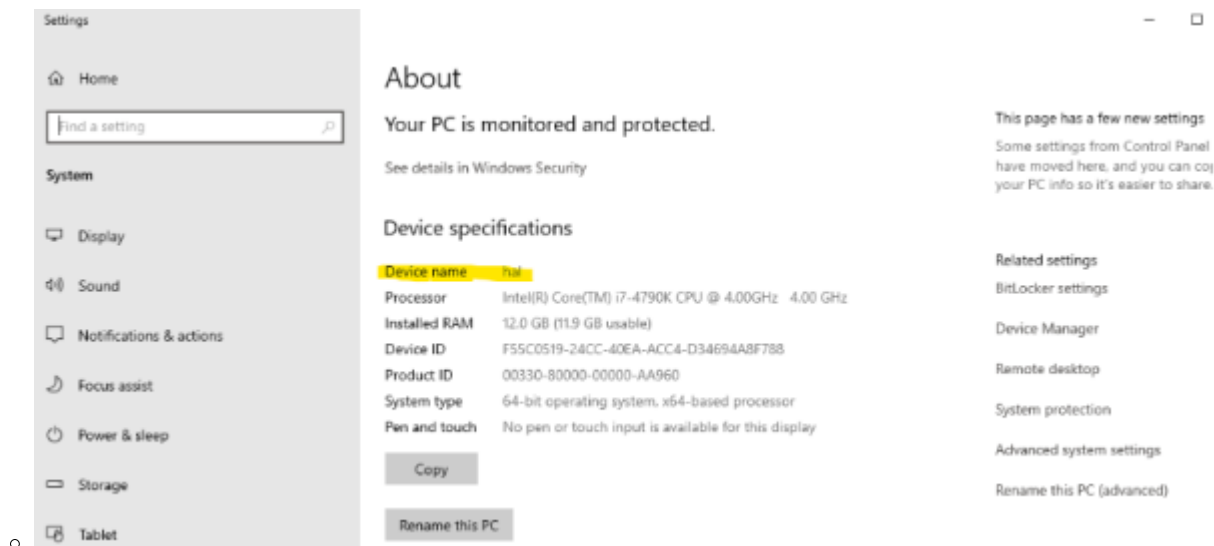 Settings
Home
Find a setting
System
Display
Sound
Notifications & actions
Focus assist
Power & sleep
Storage
Tablet
About
Your PC is monitored and protected.
See details in Windows Security
Device specifications
Device name hal
Processor Intel(R) Core(TM) i7-4790K CPU @ 4.00GHz 4.00 GHz
Installed RAM 12.0 GB (11.9 GB usable)
Device ID F55C0519-24CC-40EA-ACC4-D34694A8F788
Product ID 00330-80000-00000-AA960
System type 64-bit operating system, x64-based processor
Pen and touch No pen or touch input is available for this display
Copy
Rename this PC
This page has a few new settings
Some settings from Control Panel
have moved here, and you can cop
your PC info so it's easier to share.
Related settings
BitLocker settings
Device Manager
Remote desktop
System protection
Advanced system settings
Rename this PC (advanced)